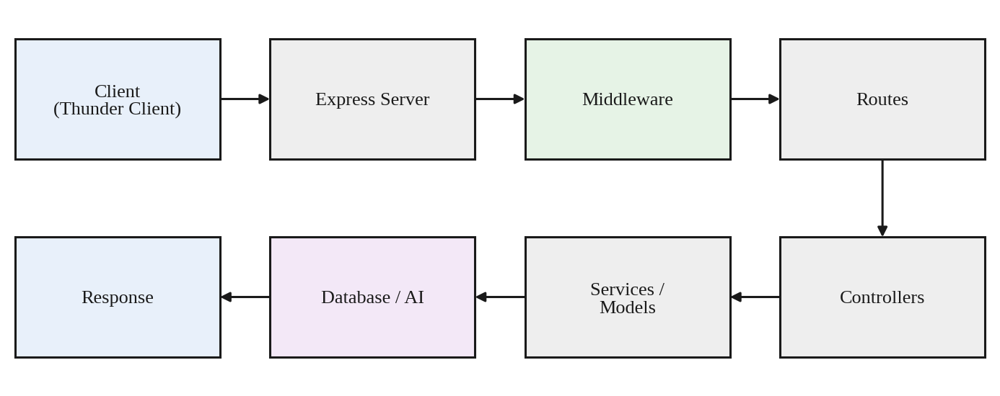 Client
(Thunder Client)
Express Server
Middleware
Routes
Response
Database / AI
Services /
Models
Controllers